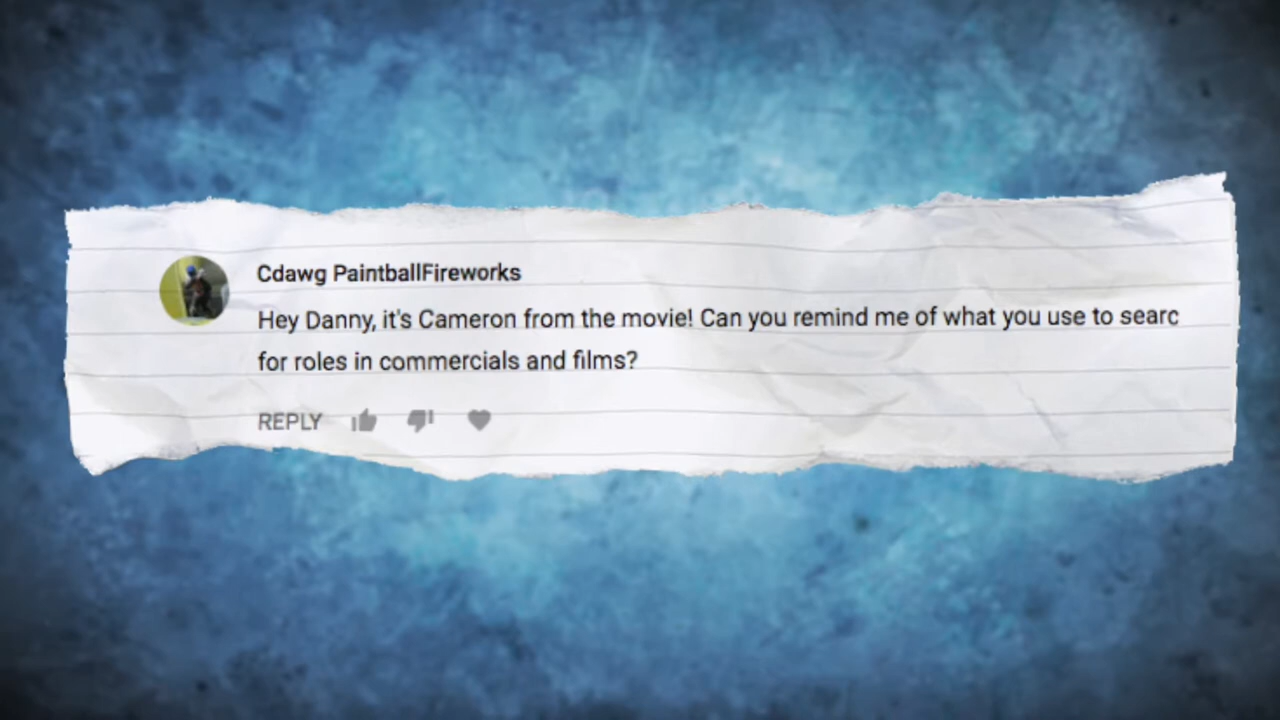 Cdawg PaintballFireworks
Hey Danny, it's Cameron from the movie! Can you remind me of what you use to searc
for roles in commercials and films?
REPLY